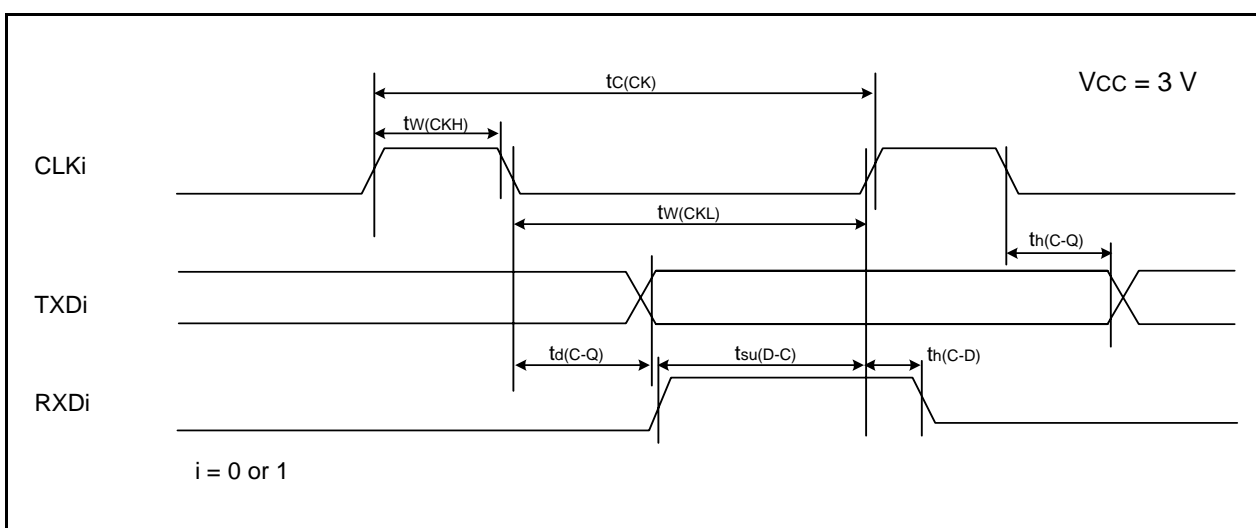 tC(CK)
VCC = 3 V
tW(CKH)
CLKi
tW(CKL)
th(C-Q)
TXDi
td(C-Q)
tsu(D-C)
th(C-D)
RXDi
i = 0 or 1